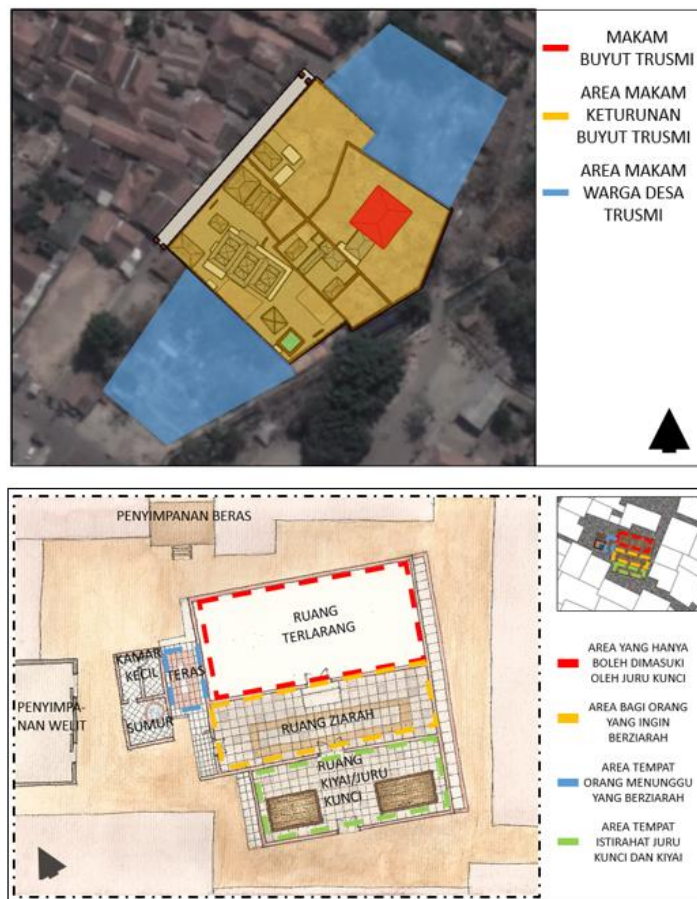 MAKAM
BUYUT TRUSMI
AREA MAKAM
KETURUNAN
BUYUT TRUSMI
AREA MAKAM
WARGA DESA
TRUSMI
PENYIMPANAN BERAS
RUANG
TERLARANG
KAMAR
KECIL
TERAS
PENYIMPA-
NAN WELIT
SUMUR
RUANG ZIARAH
RUANG
KIYAI/JURU
KUNCI
AREA YANG HANYA
BOLEH DIMASUKI
OLEH JURU KUNCI
AREA BAGI ORANG
YANG INGIN
BERZIARAH
AREA TEMPAT
ORANG MENUNGGU
YANG BERZIARAH
AREA TEMPAT
ISTIRAHAT JURU
KUNCI DAN KIYAI